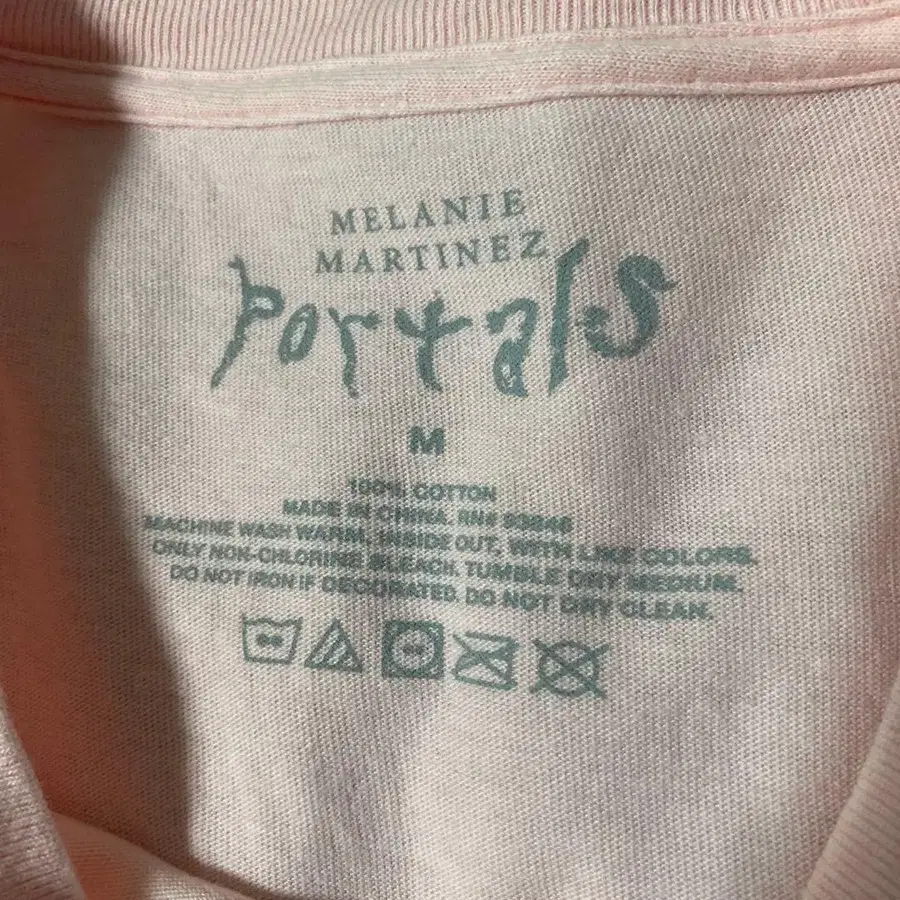 MELANIE
MARTINEZ
PORTALS
M
100% COTTON
MADE IN CHINA. RN# 93846
MACHINE WASH WARM, INSIDE OUT, WITH LIKE COLORS.
ONLY NON-CHLORINE BLEACH. TUMBLE DRY MEDIUM.
DO NOT IRON IF DECORATED. DO NOT DRY CLEAN.